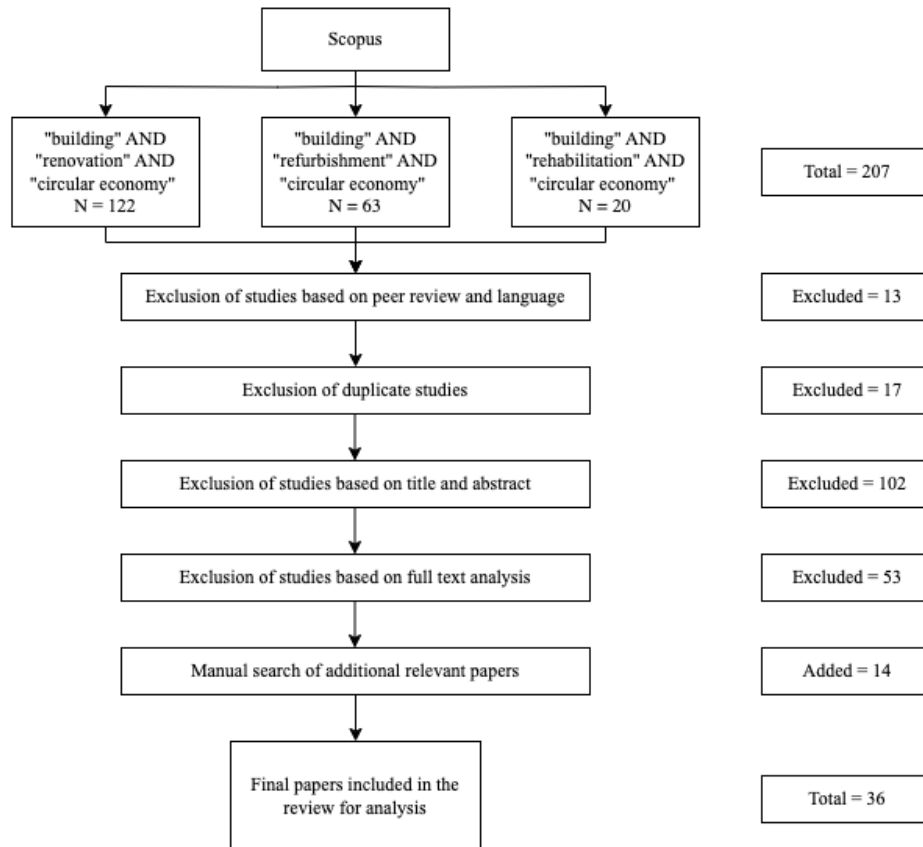 Scopus
"building" AND
"renovation" AND
"circular economy"
N = 122
"building" AND
"refurbishment" AND
"circular economy"
N = 63
"building" AND
"rehabilitation" AND
"circular economy"
N = 20
Total = 207
Exclusion of studies based on peer review and language
Excluded = 13
Exclusion of duplicate studies
Excluded = 17
Exclusion of studies based on title and abstract
Excluded = 102
Exclusion of studies based on full text analysis
Excluded = 53
Manual search of additional relevant papers
Added = 14
Final papers included in the
review for analysis
Total = 36